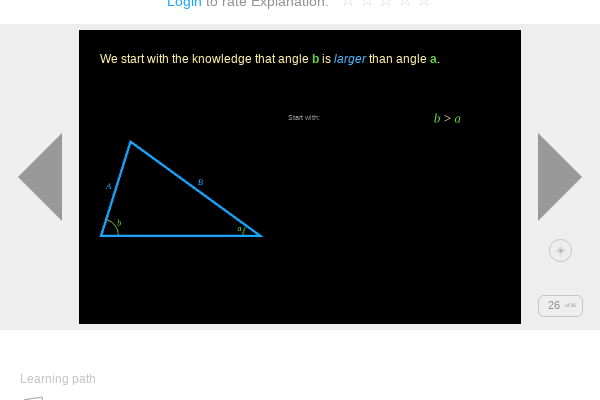 Login to rate Explanation:
We start with the knowledge that angle b is larger than angle a.
Start with:
b > a
A
B
b
a
26 of 36
Learning path